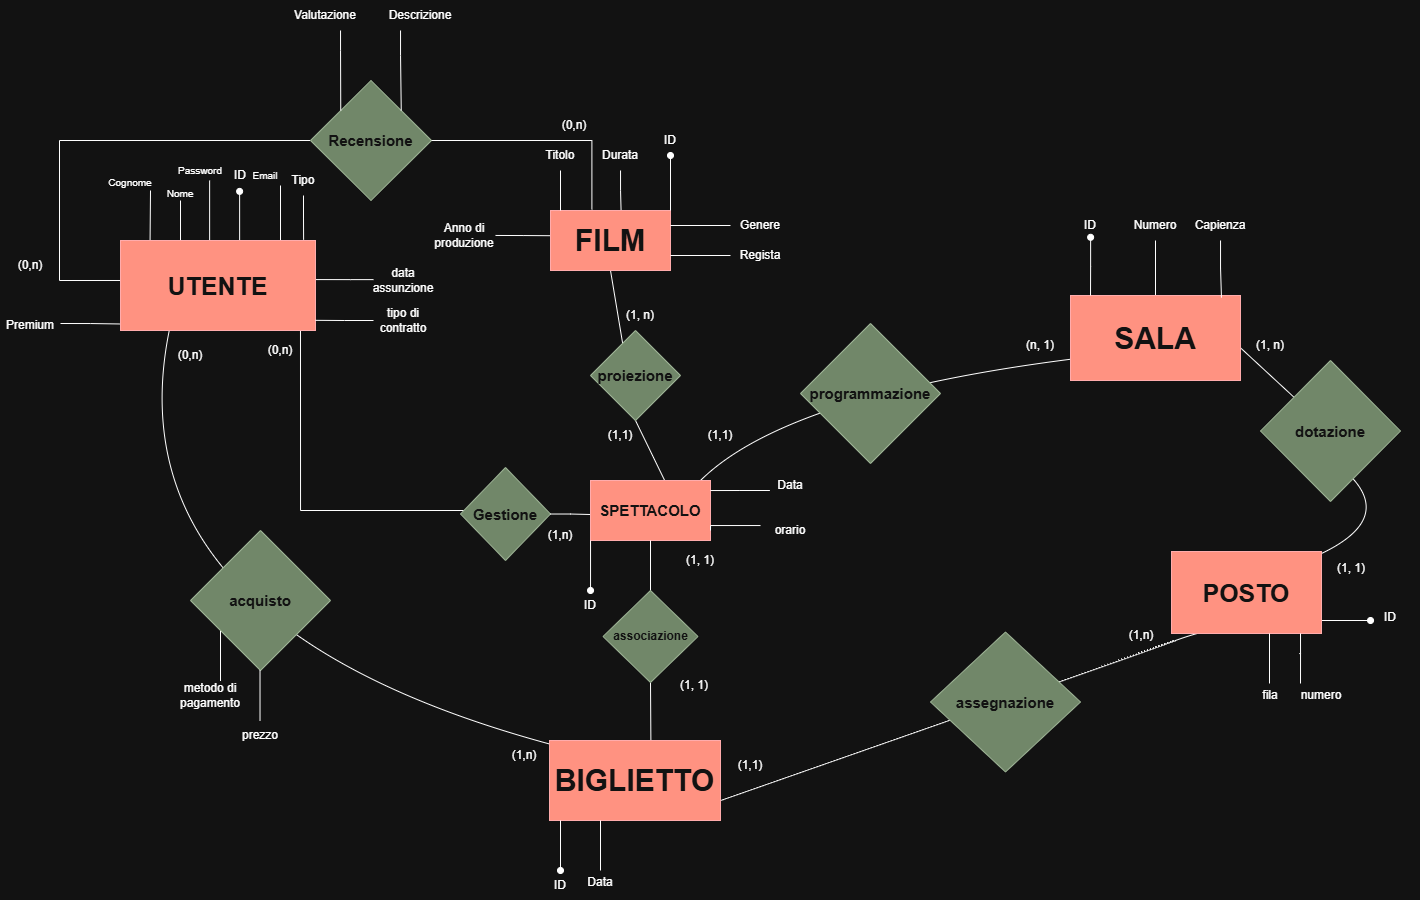 Valutazione
Descrizione
Recensione
(0,n)
ID
Titolo
Durata
Password
Cognome
Nome
ID
Email
Tipo
FILM
Anno di
produzione
Genere
Regista
ID
Numero
Capienza
(0,n)
UTENTE
data
assunzione
Premium
tipo di
contratto
(0,n)
(0,n)
(1, n)
proiezione
programmazione
(n, 1)
SALA
(1, n)
dotazione
(1,1)
(1,1)
Gestione
(1,n)
SPETTACOLO
Data
orario
(1, 1)
ID
POSTO
(1, 1)
ID
acquisto
associazione
(1,n)
assegnazione
metodo di
pagamento
(1, 1)
fila
numero
prezzo
(1,n)
BIGLIETTO
(1,1)
ID
Data